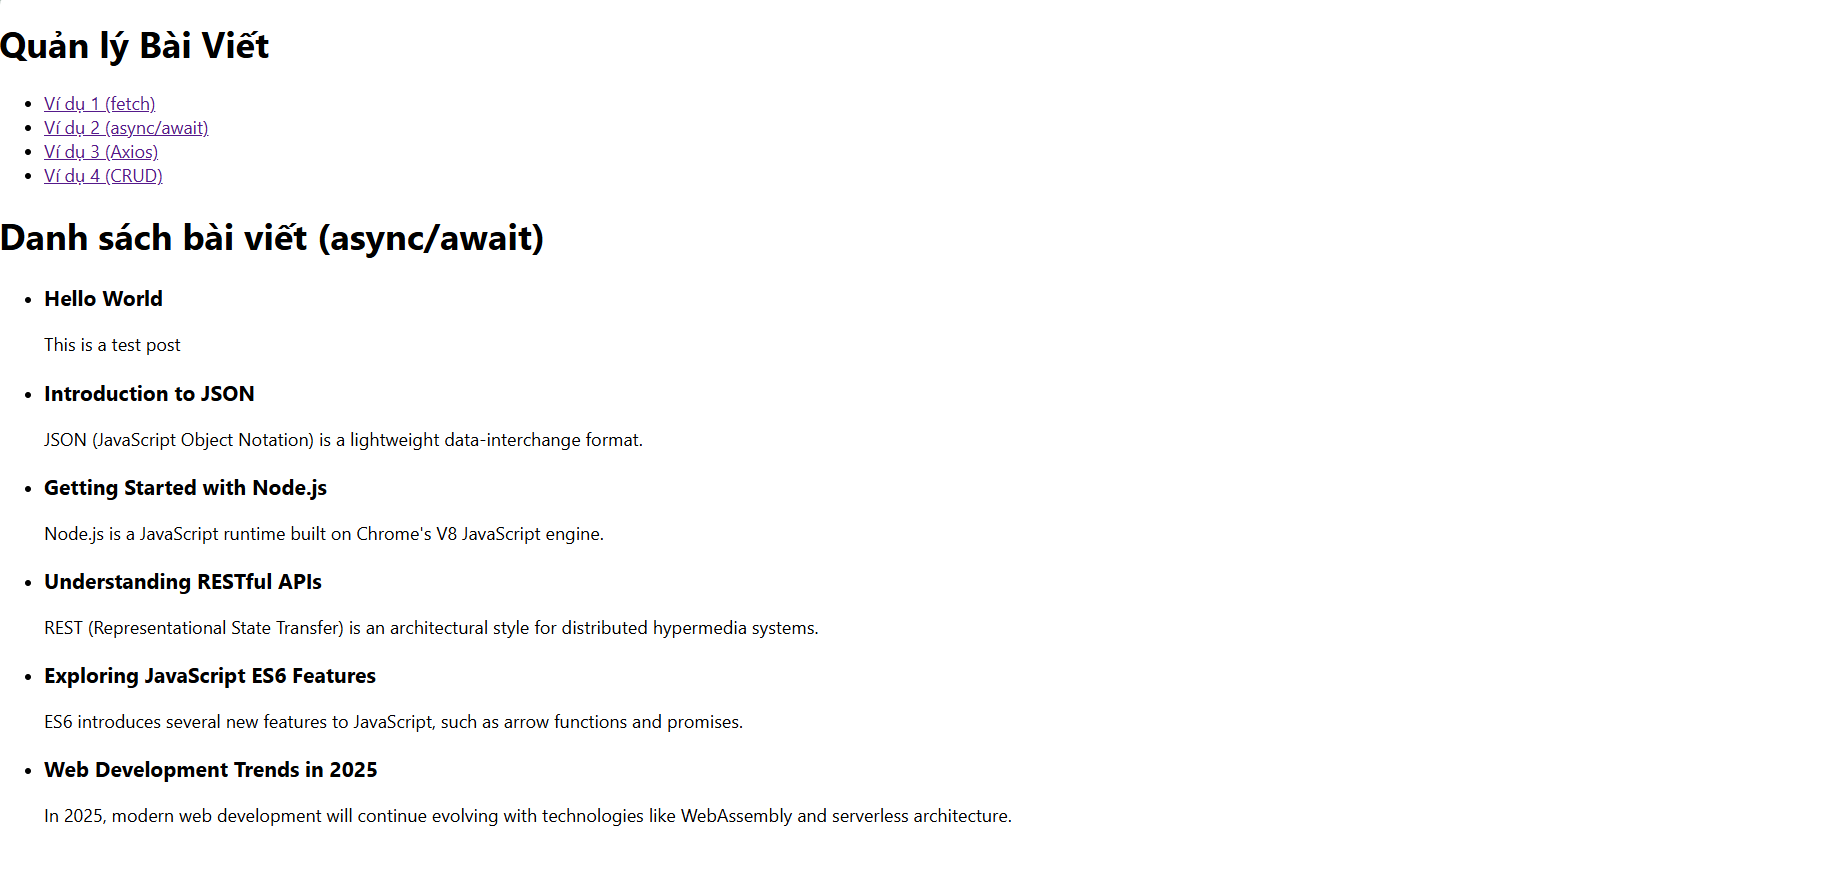 Quản lý Bài Viết
Ví dụ 1 (fetch)
Ví dụ 2 (async/await)
Ví dụ 3 (Axios)
Ví dụ 4 (CRUD)
Danh sách bài viết (async/await)
Hello World
This is a test post
Introduction to JSON
JSON (JavaScript Object Notation) is a lightweight data-interchange format.
Getting Started with Node.js
Node.js is a JavaScript runtime built on Chrome's V8 JavaScript engine.
Understanding RESTful APIs
REST (Representational State Transfer) is an architectural style for distributed hypermedia systems.
Exploring JavaScript ES6 Features
ES6 introduces several new features to JavaScript, such as arrow functions and promises.
Web Development Trends in 2025
In 2025, modern web development will continue evolving with technologies like WebAssembly and serverless architecture.